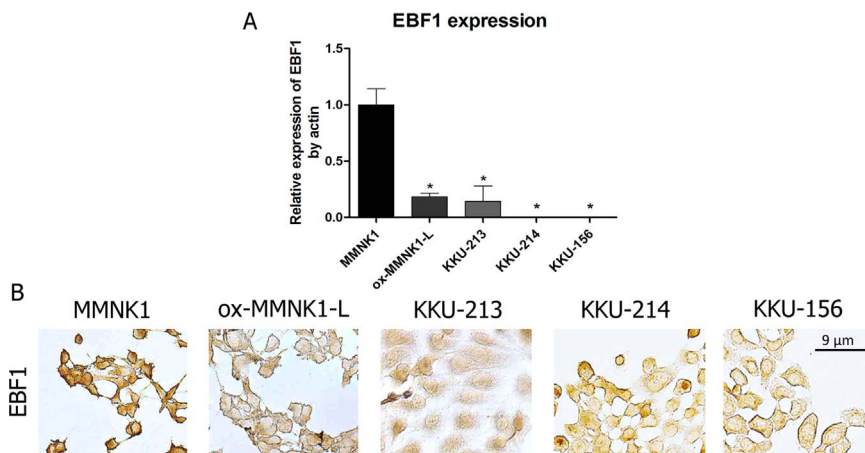 A
EBF1 expression
Relative expression of EBF1
by actin
1.5
1.0
0.5
0.0
*
*
*
*
MMNK1
ox-MMNK1-L
KKU-213
KKU-214
KKU-156
B
MMNK1
ox-MMNK1-L
KKU-213
KKU-214
KKU-156
EBF1
9 µm